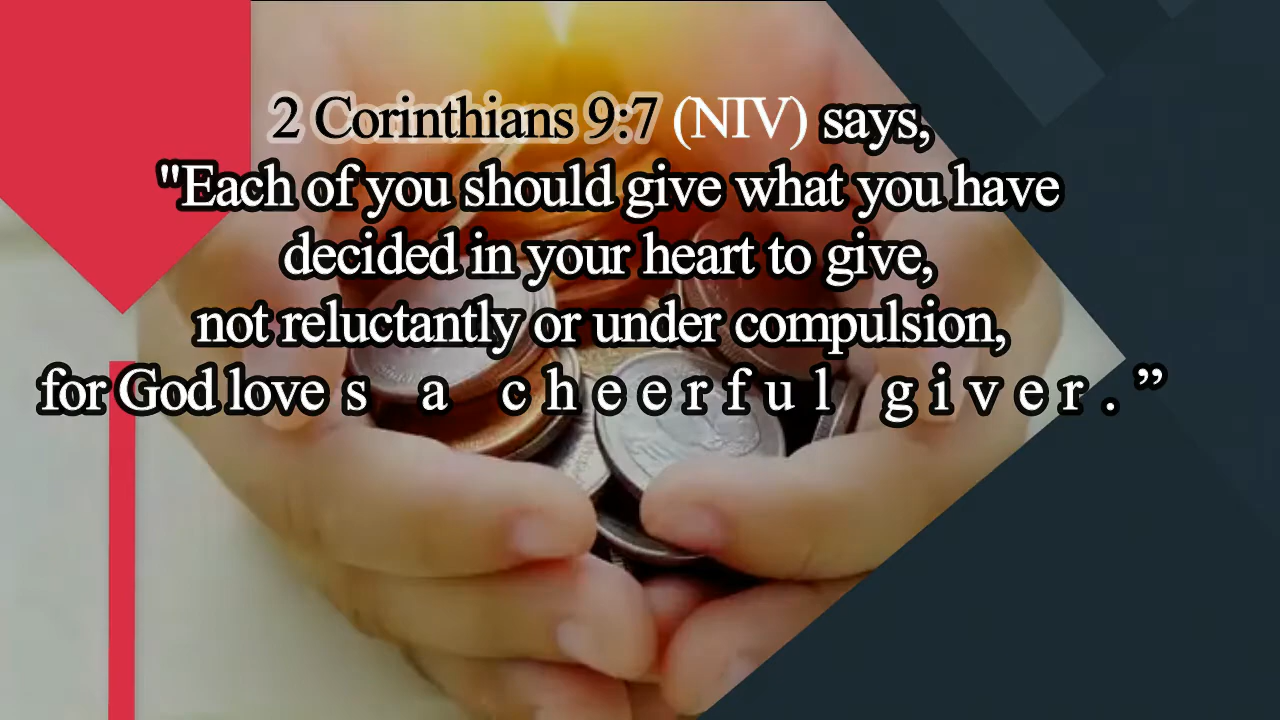 2 Corinthians 9:7 (NIV) says,
"Each of you should give what you have
decided in your heart to give,
not reluctantly or under compulsion,
for God loves a cheerful giver.”